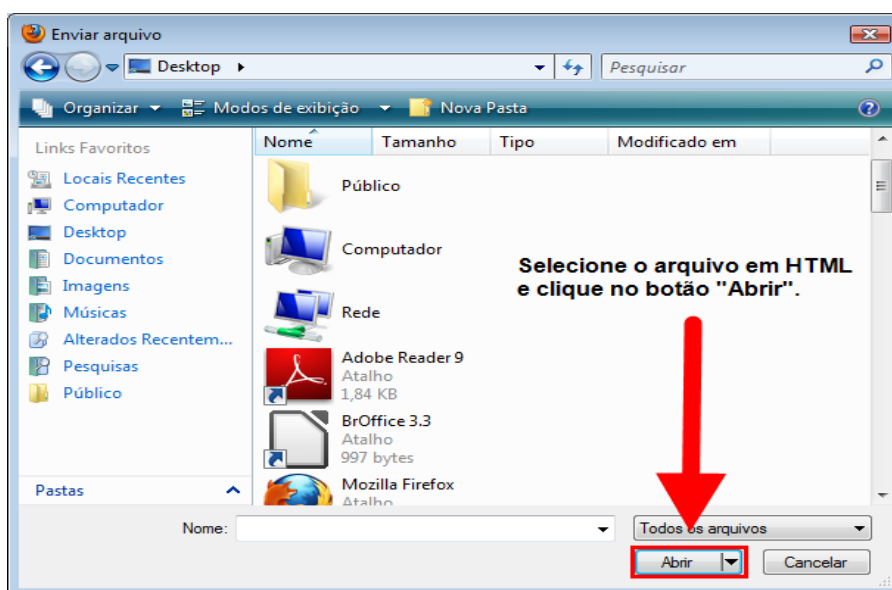 Enviar arquivo
Desktop
Pesquisar
Organizar Modos de exibição Nova Pasta
Links Favoritos
Locais Recentes
Computador
Desktop
Documentos
Imagens
Músicas
Alterados Recentem...
Pesquisas
Público
Pastas
Nome Tamanho Tipo Modificado em
Público
Computador
Rede
Adobe Reader 9
Atalho
1,84 KB
BrOffice 3.3
Atalho
997 bytes
Mozilla Firefox
Atalho
Selecione o arquivo em HTML
e clique no botão "Abrir".
Nome:
Todos os arquivos
Abrir Cancelar